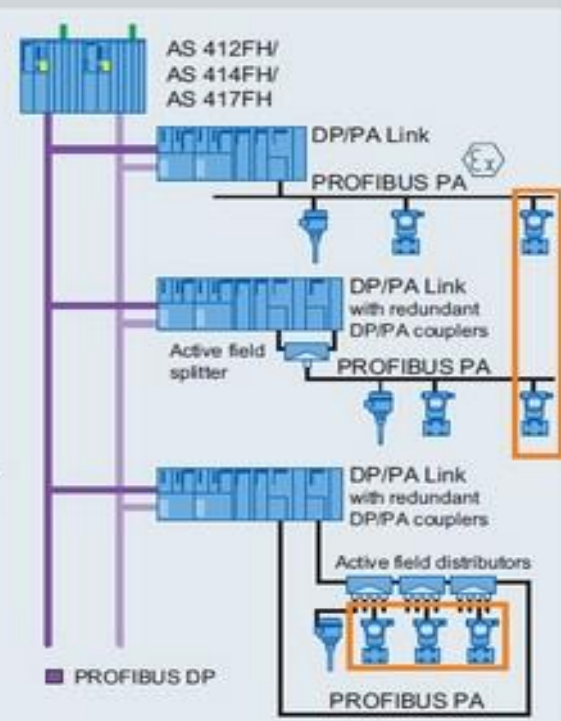 AS 412FH/
AS 414FH/
AS 417FH
DP/PA Link
Ex
PROFIBUS PA
DP/PA Link
with redundant
DP/PA couplers
Active field
splitter
PROFIBUS PA
DP/PA Link
with redundant
DP/PA couplers
Active field distributors
PROFIBUS DP
PROFIBUS PA